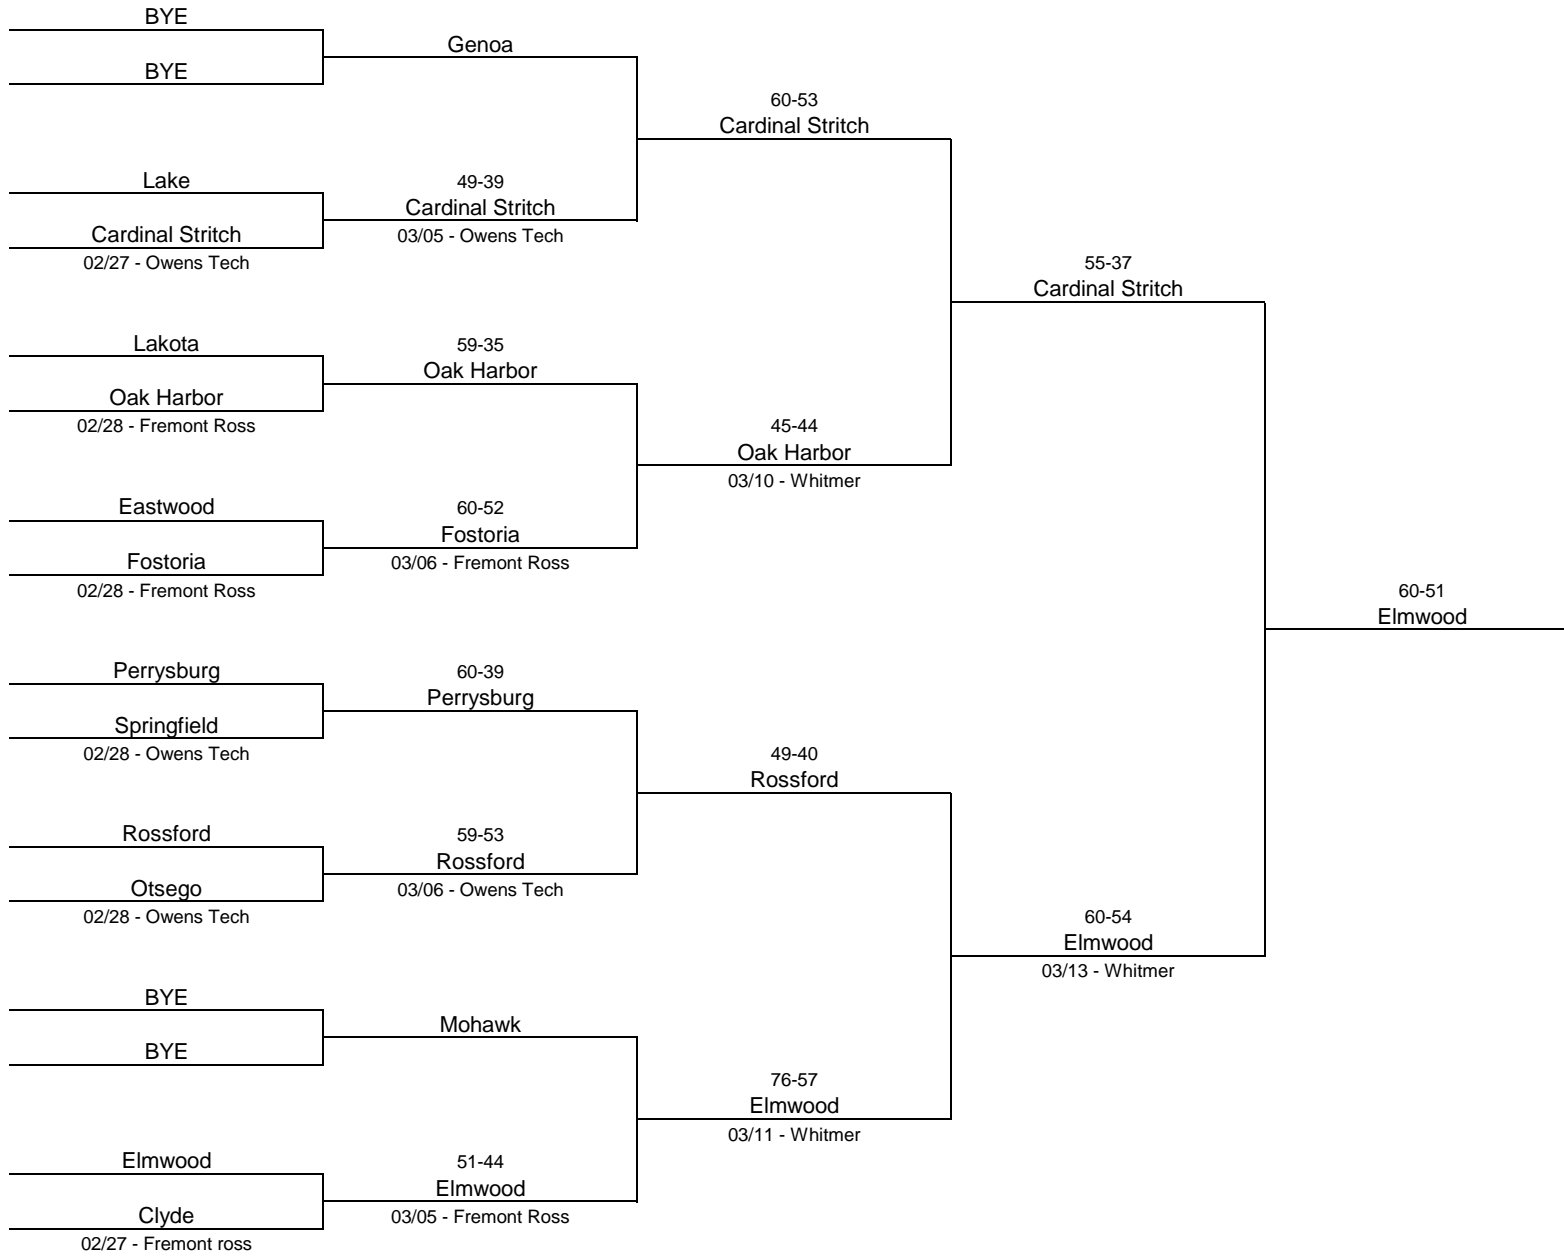 BYE
Genoa
BYE
60-53
Cardinal Stritch
Lake
49-39
Cardinal Stritch
Cardinal Stritch
03/05 - Owens Tech
02/27 - Owens Tech
55-37
Cardinal Stritch
Lakota
59-35
Oak Harbor
Oak Harbor
02/28 - Fremont Ross
45-44
Oak Harbor
03/10 - Whitmer
Eastwood
60-52
Fostoria
Fostoria
03/06 - Fremont Ross
02/28 - Fremont Ross
60-51
Elmwood
Perrysburg
60-39
Perrysburg
Springfield
02/28 - Owens Tech
49-40
Rossford
Rossford
59-53
Rossford
Otsego
03/06 - Owens Tech
02/28 - Owens Tech
60-54
Elmwood
03/13 - Whitmer
BYE
Mohawk
BYE
76-57
Elmwood
03/11 - Whitmer
Elmwood
51-44
Elmwood
Clyde
03/05 - Fremont Ross
02/27 - Fremont ross